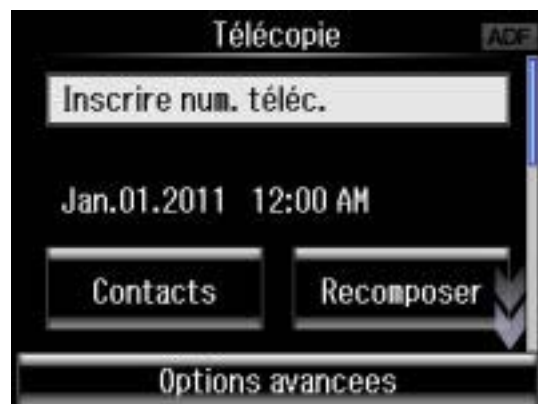 Télécopie
ADF
Inscrire num. téléc.
Jan.01.2011 12:00 AM
Contacts
Recomposer
Options avancees